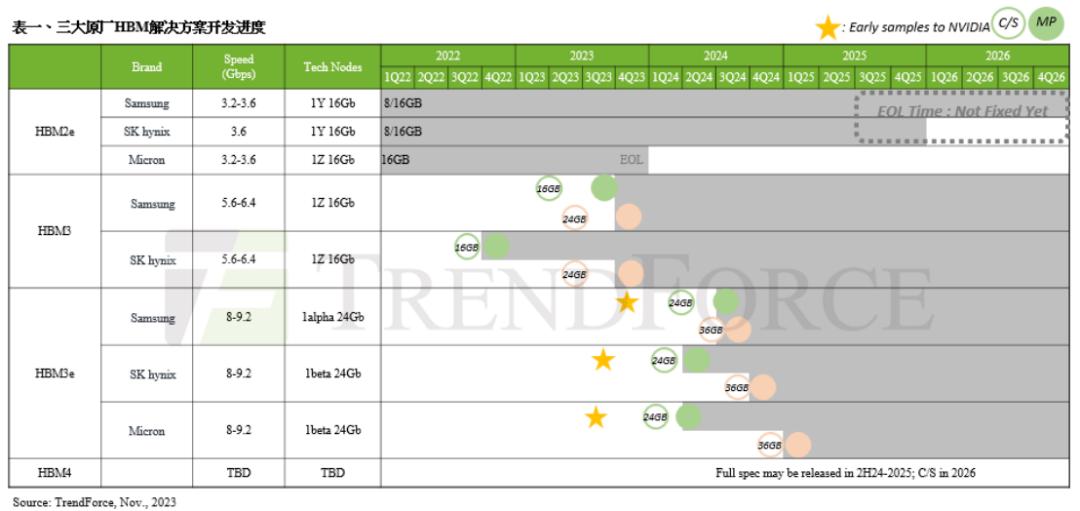 表一、三大原厂HBM解决方案开发进度
: Early samples to NVIDIA C/S MP
Brand Speed (Gbps) Tech Nodes 2022 2023 2024 2025 2026
1Q22 2Q22 3Q22 4Q22 1Q23 2Q23 3Q23 4Q23 1Q24 2Q24 3Q24 4Q24 1Q25 2Q25 3Q25 4Q25 1Q26 2Q26 3Q26 4Q26
HBM2e
Samsung 3.2-3.6 1Y 16Gb 8/16GB
EOL Time : Not Fixed Yet
SK hynix 3.6 1Y 16Gb 8/16GB
Micron 3.2-3.6 1Z 16Gb 16GB EOL
HBM3
Samsung 5.6-6.4 1Z 16Gb 16GB 24GB
SK hynix 5.6-6.4 1Z 16Gb 16GB 24GB
TRENDFORCE
HBM3e
Samsung 8-9.2 1alpha 24Gb 24GB 36GB
SK hynix 8-9.2 1beta 24Gb 24GB 36GB
Micron 8-9.2 1beta 24Gb 24GB 36GB
HBM4 TBD TBD Full spec may be released in 2H24-2025; C/S in 2026
Source: TrendForce, Nov., 2023